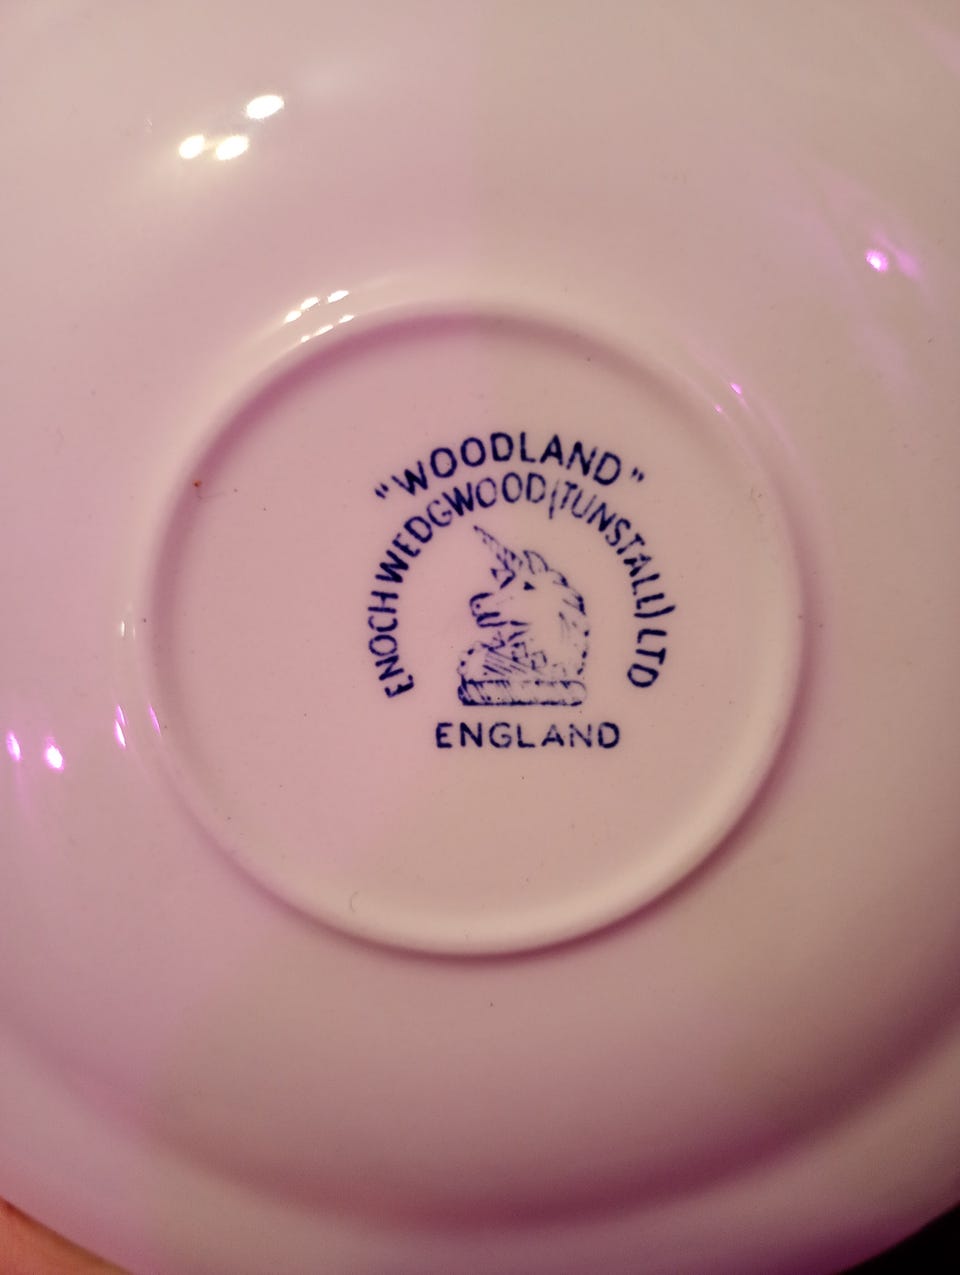 "WOODLAND"
ENOCH WEDGWOOD (TUNSTALL) LTD
ENGLAND